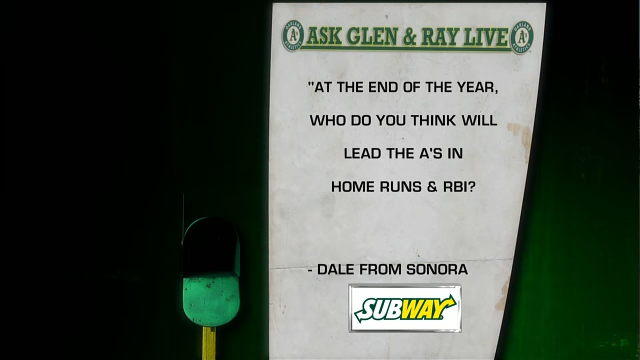 ASK GLEN & RAY LIVE
"AT THE END OF THE YEAR,
WHO DO YOU THINK WILL
LEAD THE A'S IN
HOME RUNS & RBI?
- DALE FROM SONORA
SUBWAY